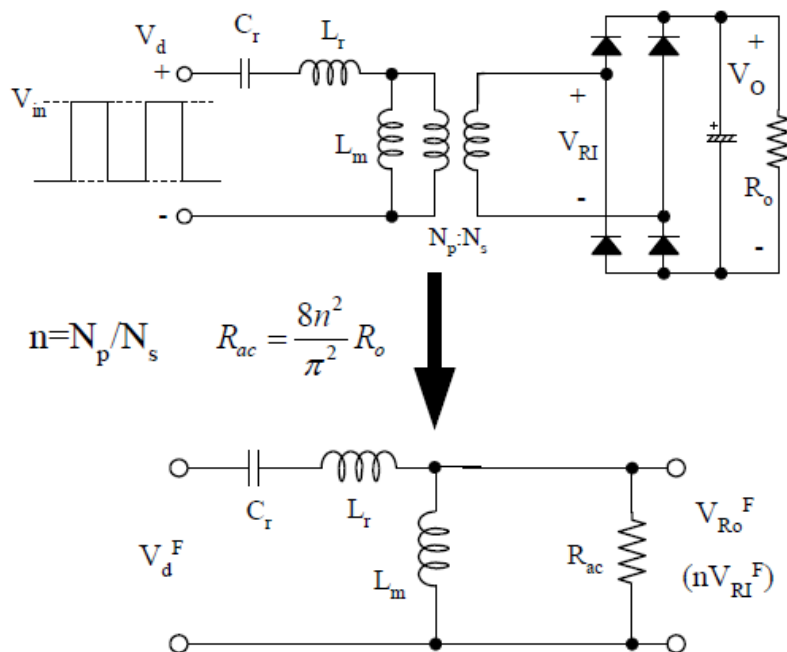 V_d
C_r
L_r
+
V_in
L_m
-
N_p:N_s
+
V_RI
-
+
+
V_O
R_o
-
n=N_p/N_s
R_ac = 8n²/π² R_o
C_r
L_r
V_d^F
L_m
R_ac
V_Ro^F
(nV_RI^F)